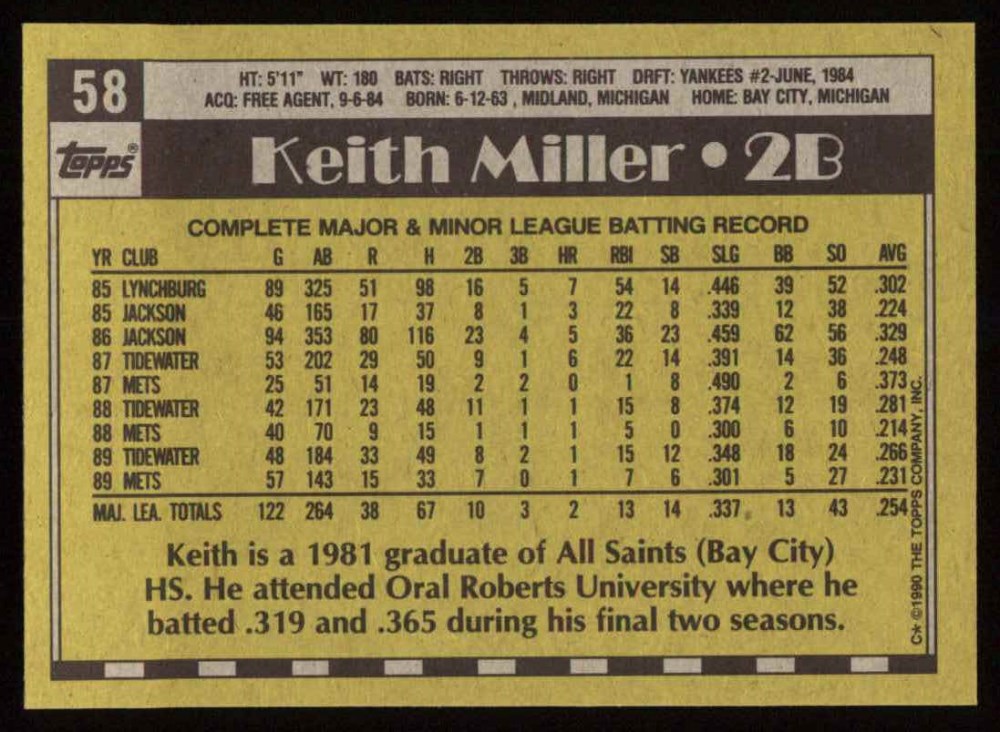 58
HT: 5'11" WT: 180 BATS: RIGHT THROWS: RIGHT DRFT: YANKEES #2-JUNE, 1984
ACQ: FREE AGENT, 9-6-84 BORN: 6-12-63 , MIDLAND, MICHIGAN HOME: BAY CITY, MICHIGAN
topps®
Keith Miller • 2B
COMPLETE MAJOR & MINOR LEAGUE BATTING RECORD
YR CLUB G AB R H 2B 3B HR RBI SB SLG BB SO AVG
85 LYNCHBURG 89 325 51 98 16 5 7 54 14 .446 39 52 .302
85 JACKSON 46 165 17 37 8 1 3 22 8 .339 12 38 .224
86 JACKSON 94 353 80 116 23 4 5 36 23 .459 62 56 .329
87 TIDEWATER 53 202 29 50 9 1 6 22 14 .391 14 36 .248
87 METS 25 51 14 19 2 2 0 1 8 .490 2 6 .373
88 TIDEWATER 42 171 23 48 11 1 1 15 8 .374 12 19 .281
88 METS 40 70 9 15 1 1 1 5 0 .300 6 10 .214
89 TIDEWATER 48 184 33 49 8 2 1 15 12 .348 18 24 .266
89 METS 57 143 15 33 7 0 1 7 6 .301 5 27 .231
MAJ. LEA. TOTALS 122 264 38 67 10 3 2 13 14 .337 13 43 .254
Keith is a 1981 graduate of All Saints (Bay City)
HS. He attended Oral Roberts University where he
batted .319 and .365 during his final two seasons.
C* ©1990 THE TOPPS COMPANY, INC.